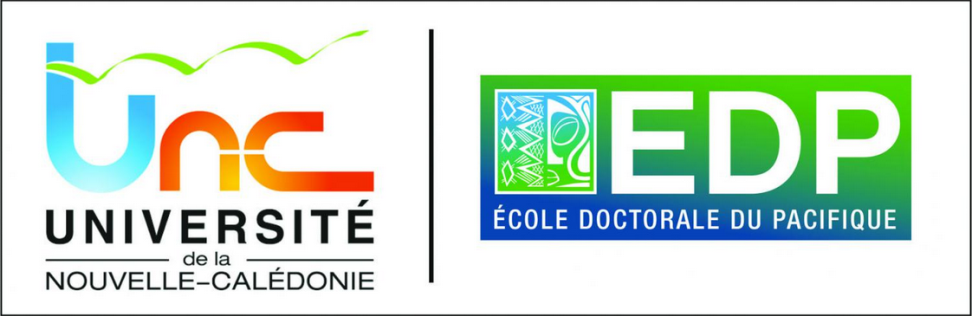 Unc
UNIVERSITÉ
de la
NOUVELLE-CALÉDONIE
EDP
ÉCOLE DOCTORALE DU PACIFIQUE